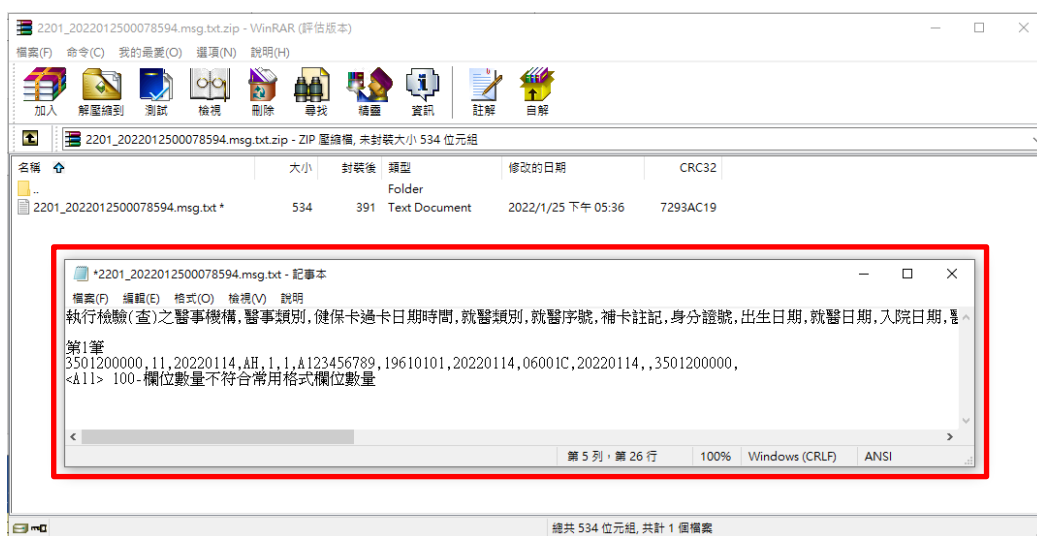 2201_2022012500078594.msg.txt.zip - WinRAR (評估版本)
檔案(F) 命令(C) 我的最愛(O) 選項(N) 說明(H)
加入 解壓縮到 測試 檢視 刪除 尋找 精靈 資訊 註解 自解
2201_2022012500078594.msg.txt.zip - ZIP 壓縮檔, 未封裝大小 534 位元組
名稱 大小 封裝後 類型 修改的日期 CRC32
.. Folder
2201_2022012500078594.msg.txt * 534 391 Text Document 2022/1/25 下午 05:36 7293AC19
*2201_2022012500078594.msg.txt - 記事本
檔案(F) 編輯(E) 格式(O) 檢視(V) 說明
執行檢驗(查)之醫事機構,醫事類別,健保卡過卡日期時間,就醫類別,就醫序號,補卡註記,身分證號,出生日期,就醫日期,入院日期,
第1筆
3501200000,11,20220114,AH,1,1,A123456789,19610101,20220114,06001C,20220114,,3501200000,
<All> 100-欄位數量不符合常用格式欄位數量
第 5 列，第 26 行 100% Windows (CRLF) ANSI
總共 534 位元組, 共計 1 個檔案